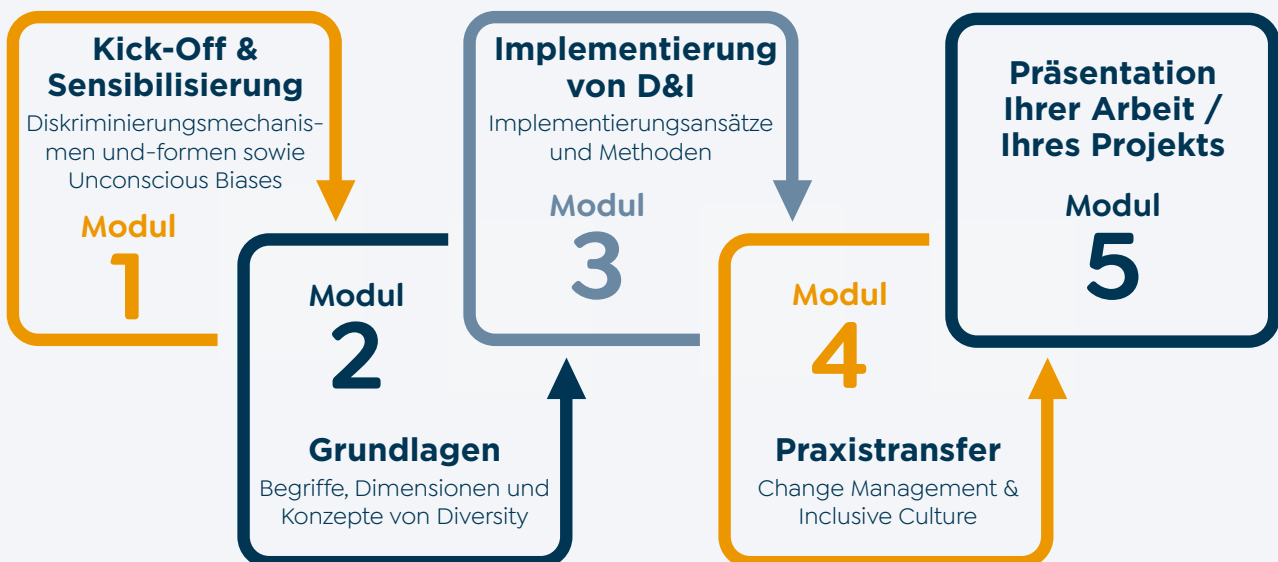 Kick-Off &
Sensibilisierung
Diskriminierungsmechanis-
men und-formen sowie
Unconscious Biases
Modul
1
Modul
2
Grundlagen
Begriffe, Dimensionen und
Konzepte von Diversity
Implementierung
von D&I
Implementierungsansätze
und Methoden
Modul
3
Modul
4
Praxistransfer
Change Management &
Inclusive Culture
Präsentation
Ihrer Arbeit /
Ihres Projekts
Modul
5